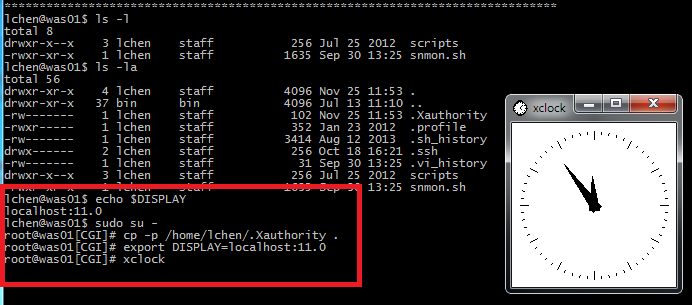 *******************************************************************************
lchen@was01$ ls -l
total 8
drwxr-x--x    3 lchen    staff           256 Jul 25 2012  scripts
-rwxr-xr-x    1 lchen    staff          1635 Sep 30 13:25 snmon.sh
lchen@was01$ ls -la
total 56
drwxr-xr-x    4 lchen    staff          4096 Nov 25 11:53 .
drwxr-xr-x   37 bin      bin            4096 Jul 13 11:10 ..
-rw-------    1 lchen    staff           102 Nov 25 11:53 .Xauthority
-rwxr-----    1 lchen    staff           352 Jan 23 2012  .profile
-rw-------    1 lchen    staff          3414 Aug 12 2013  .sh_history
drwx------    2 lchen    staff           256 Oct 18 16:21 .ssh
-rw-------    1 lchen    staff            31 Sep 30 13:25 .vi_history
drwxr-x--x    3 lchen    staff           256 Jul 25 2012  scripts
-rwxr-xr-x    1 lchen    staff          1635 Sep 30 13:25 snmon.sh
lchen@was01$ echo $DISPLAY
localhost:11.0
lchen@was01$ sudo su -
root@was01[CGI]# cp -p /home/lchen/.Xauthority .
root@was01[CGI]# export DISPLAY=localhost:11.0
root@was01[CGI]# xclock
xclock